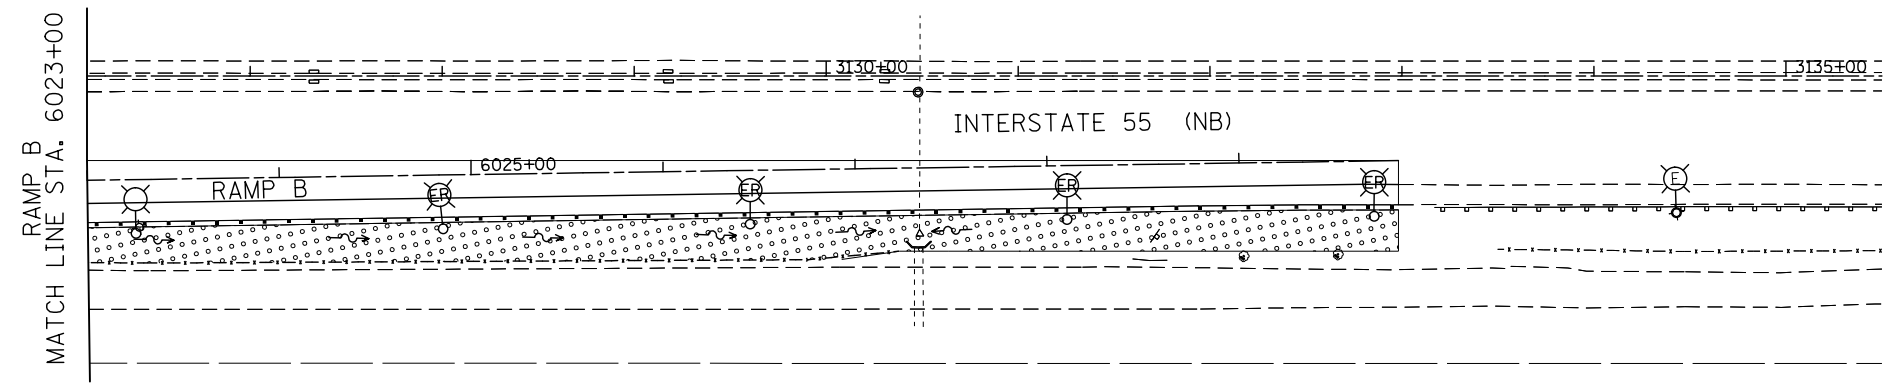 RAMP B
MATCH LINE STA. 6023+00
3130+00
3135+00
INTERSTATE 55 (NB)
6025+00
RAMP B
ER
ER
ER
ER
E